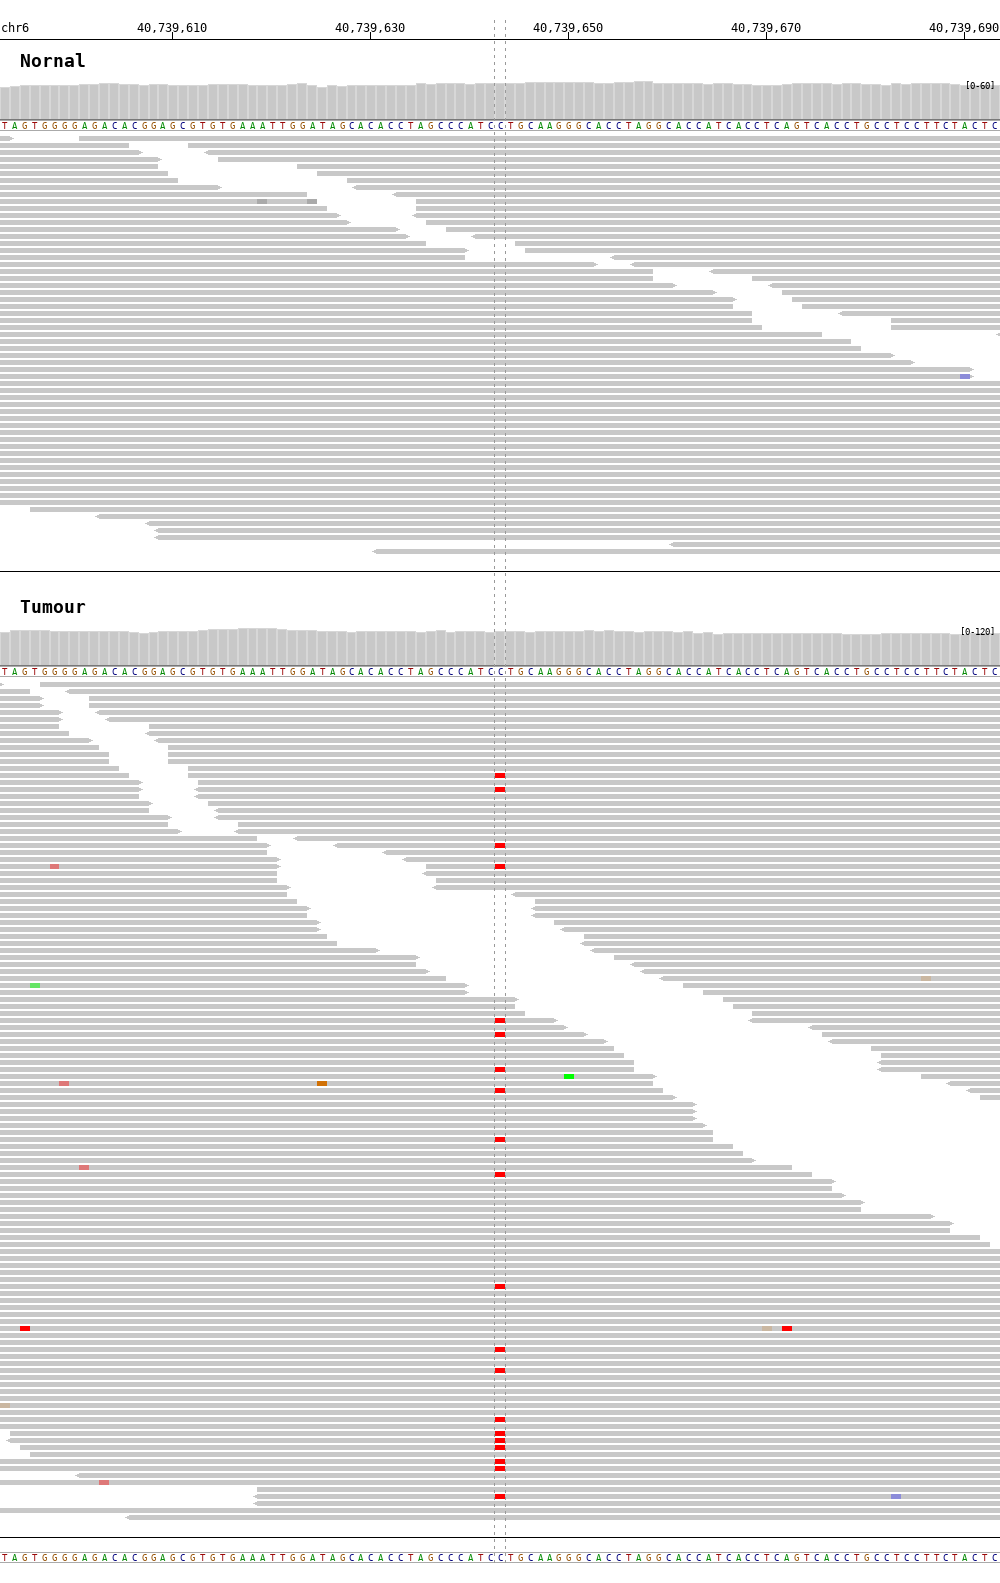 chr6 40,739,610 40,739,630 40,739,650 40,739,670 40,739,690
Nornal
[0-60]
TAGTGGGGAGACACGGAGCGTGTGAAATTGGATAGCACACCTAGCCCATCCTGCAAGGGCACCTAGGCACCATCACCTCAGTCACCTGCCTCCTTCTACTC
Tumour
[0-120]
TAGTGGGGAGACACGGAGCGTGTGAAATTGGATAGCACACCTAGCCCATCCTGCAAGGGCACCTAGGCACCATCACCTCAGTCACCTGCCTCCTTCTACTC
TAGTGGGGAGACACGGAGCGTGTGAAATTGGATAGCACACCTAGCCCATCCTGCAAGGGCACCTAGGCACCATCACCTCAGTCACCTGCCTCCTTCTACTC